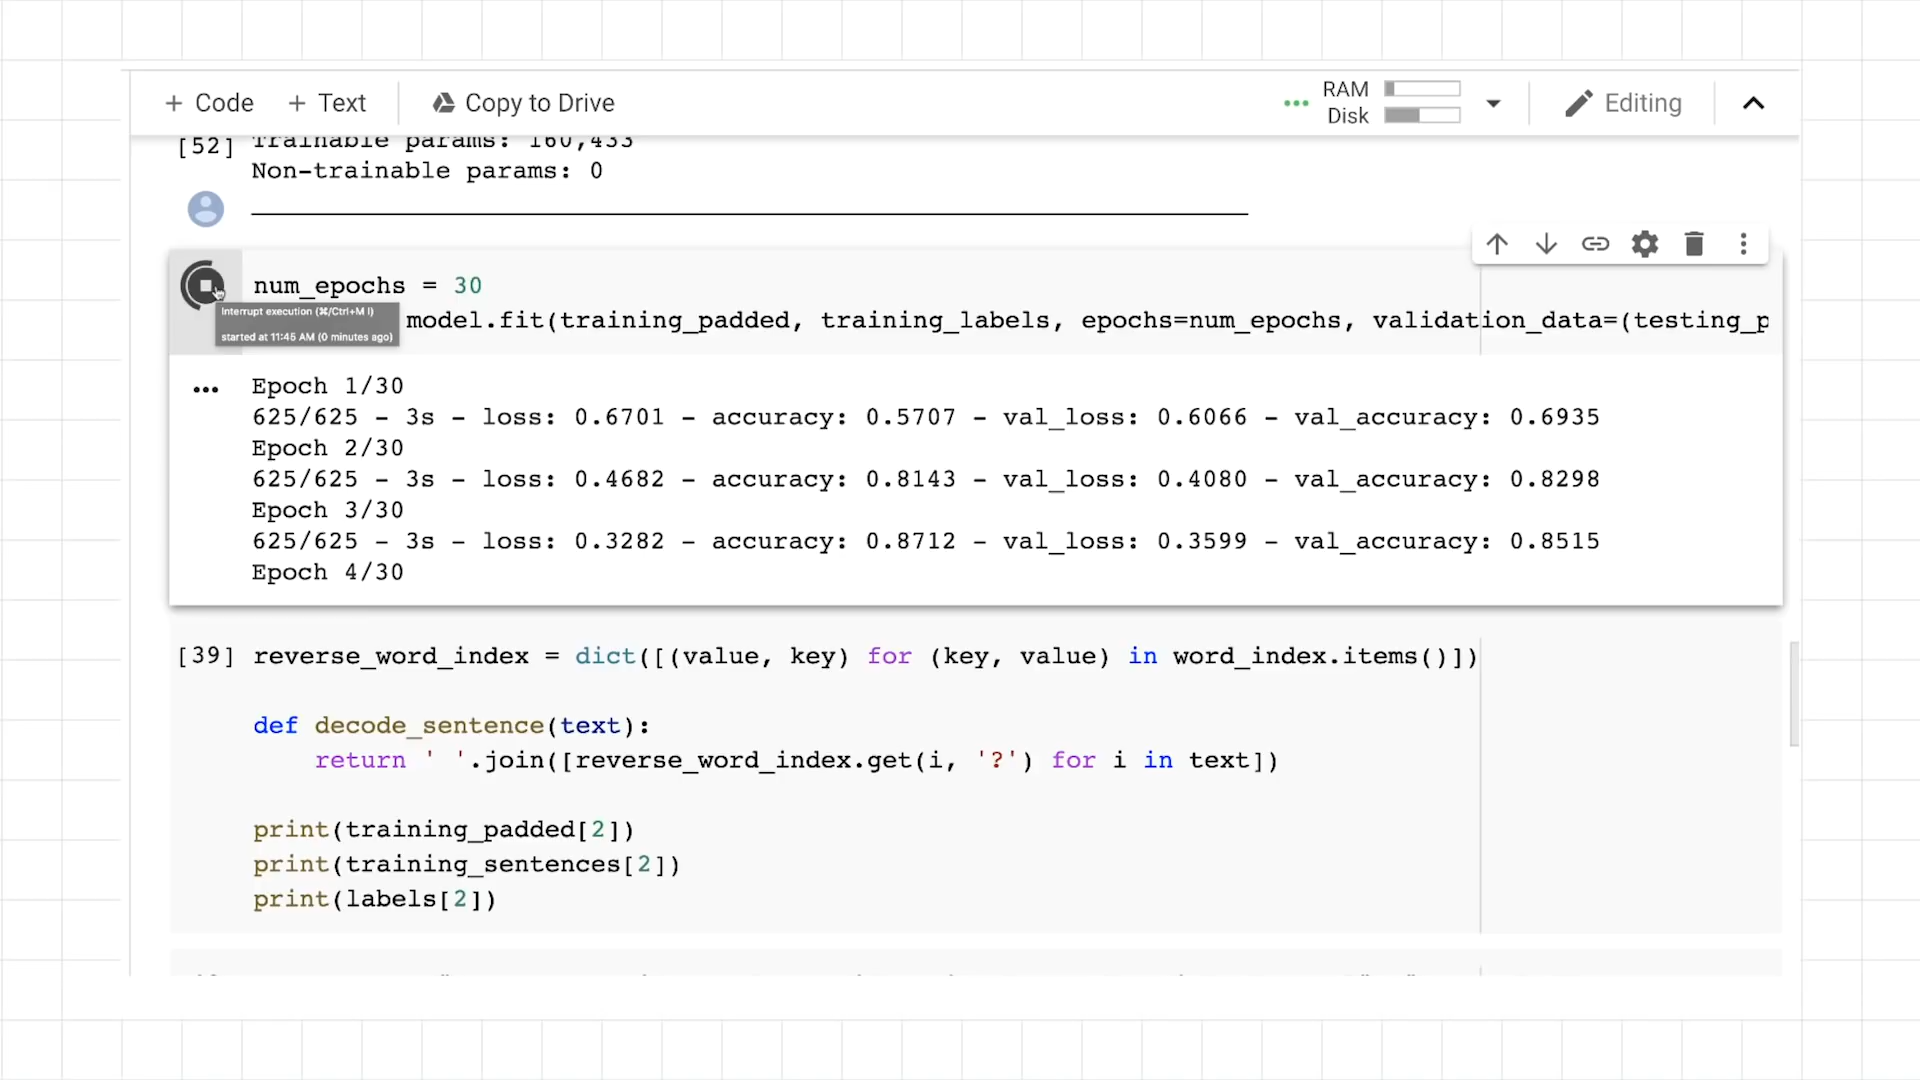 + Code + Text Copy to Drive RAM Disk Editing
[52] Trainable params: 160,433
Non-trainable params: 0
num_epochs = 30
Interrupt execution (⌘/Ctrl+M I)
started at 11:45 AM (0 minutes ago)
model.fit(training_padded, training_labels, epochs=num_epochs, validation_data=(testing_p
Epoch 1/30
625/625 - 3s - loss: 0.6701 - accuracy: 0.5707 - val_loss: 0.6066 - val_accuracy: 0.6935
Epoch 2/30
625/625 - 3s - loss: 0.4682 - accuracy: 0.8143 - val_loss: 0.4080 - val_accuracy: 0.8298
Epoch 3/30
625/625 - 3s - loss: 0.3282 - accuracy: 0.8712 - val_loss: 0.3599 - val_accuracy: 0.8515
Epoch 4/30
[39] reverse_word_index = dict([(value, key) for (key, value) in word_index.items()])
def decode_sentence(text):
return ' '.join([reverse_word_index.get(i, '?') for i in text])
print(training_padded[2])
print(training_sentences[2])
print(labels[2])